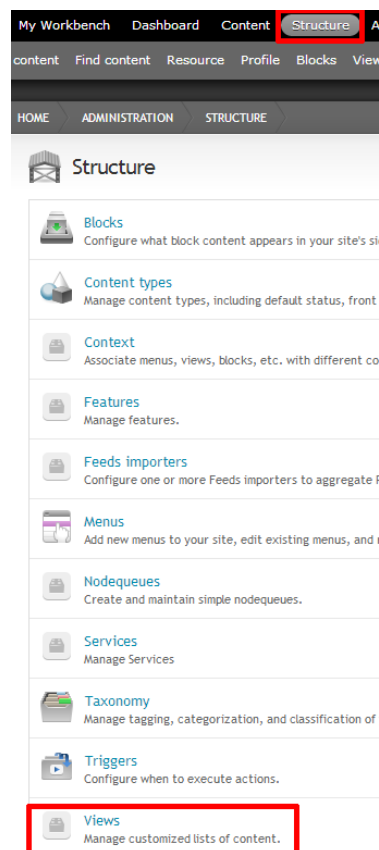 My Workbench Dashboard Content Structure A
content Find content Resource Profile Blocks View
HOME ADMINISTRATION STRUCTURE
Structure
Blocks
Configure what block content appears in your site's si
Content types
Manage content types, including default status, front
Context
Associate menus, views, blocks, etc. with different co
Features
Manage features.
Feeds importers
Configure one or more Feeds importers to aggregate
Menus
Add new menus to your site, edit existing menus, and
Nodequeues
Create and maintain simple nodequeues.
Services
Manage Services
Taxonomy
Manage tagging, categorization, and classification of
Triggers
Configure when to execute actions.
Views
Manage customized lists of content.